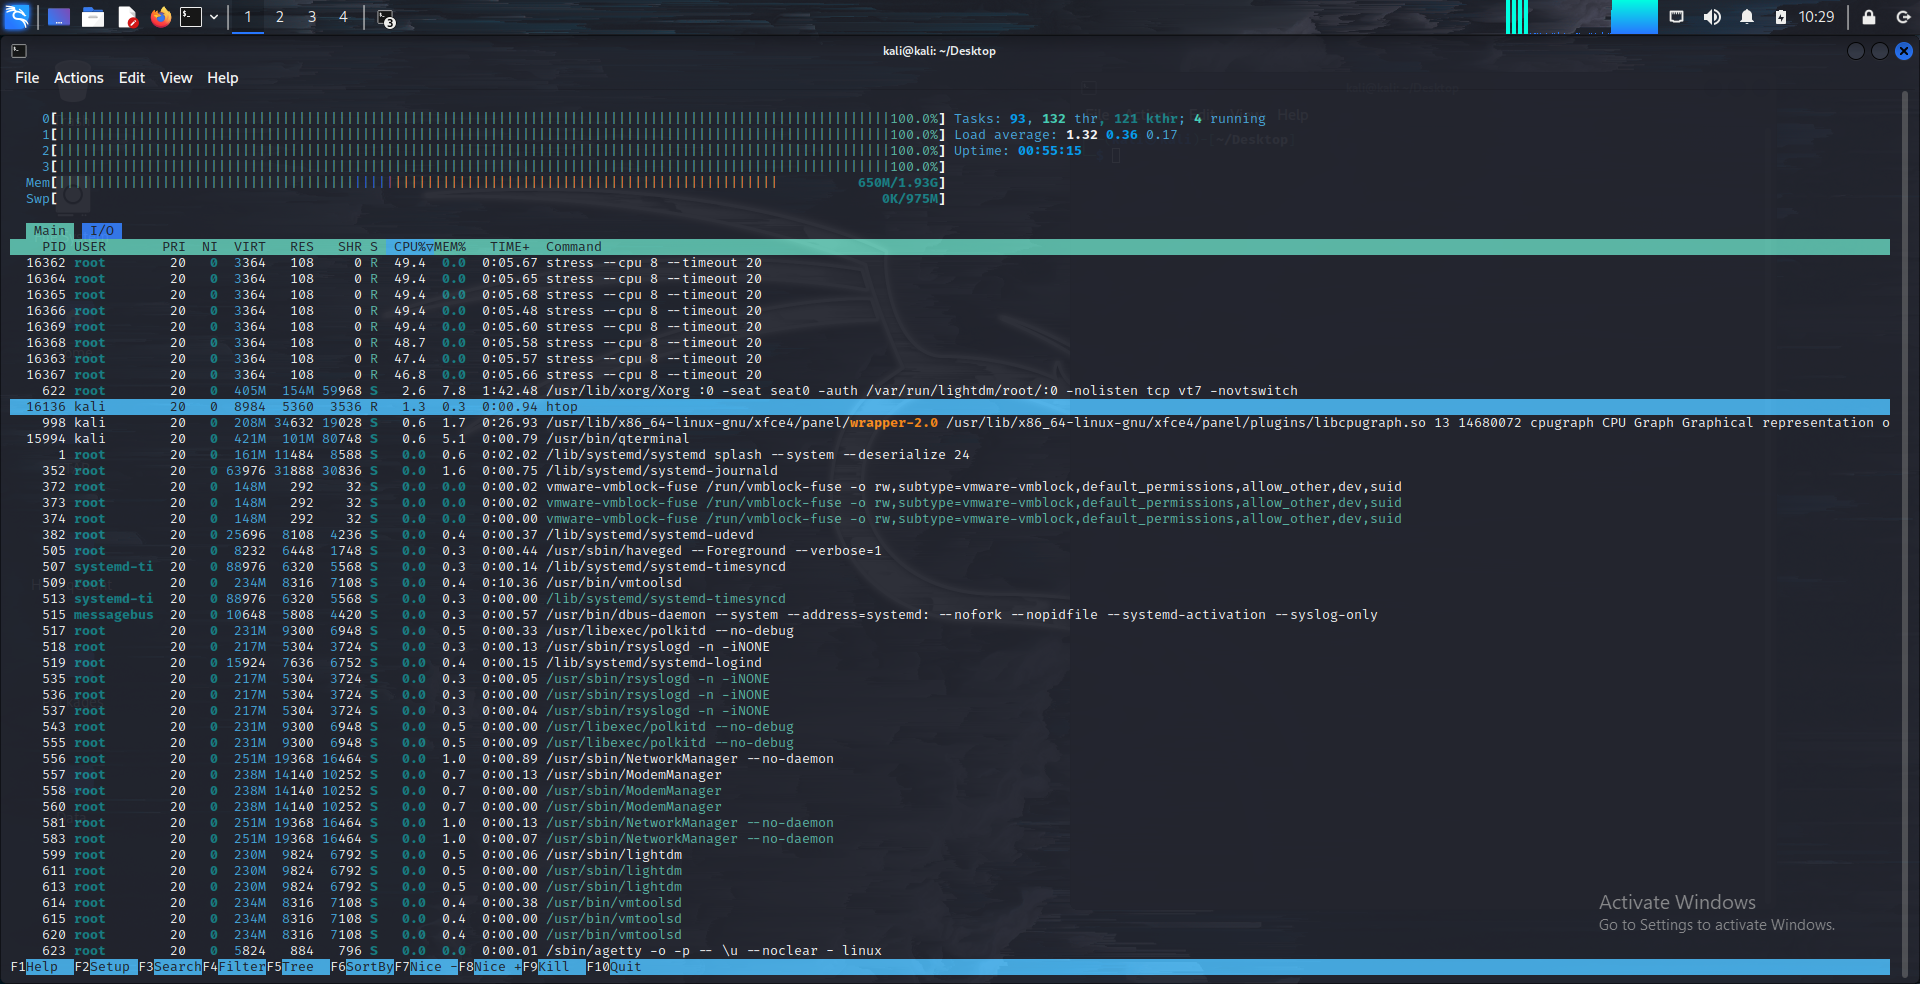 1 2 3 4 3 10:29
kali@kali: ~/Desktop
File Actions Edit View Help
0[100.0%] Tasks: 93, 132 thr, 121 kthr; 4 running
1[100.0%] Load average: 1.32 0.36 0.17
2[100.0%] Uptime: 00:55:15
3[100.0%]
Mem[650M/1.93G]
Swp[0K/975M]
Main I/O
PID USER PRI NI VIRT RES SHR S CPU%▽MEM% TIME+ Command
16362 root 20 0 3364 108 0 R 49.4 0.0 0:05.67 stress --cpu 8 --timeout 20
16364 root 20 0 3364 108 0 R 49.4 0.0 0:05.65 stress --cpu 8 --timeout 20
16365 root 20 0 3364 108 0 R 49.4 0.0 0:05.68 stress --cpu 8 --timeout 20
16366 root 20 0 3364 108 0 R 49.4 0.0 0:05.48 stress --cpu 8 --timeout 20
16369 root 20 0 3364 108 0 R 49.4 0.0 0:05.60 stress --cpu 8 --timeout 20
16368 root 20 0 3364 108 0 R 48.7 0.0 0:05.58 stress --cpu 8 --timeout 20
16363 root 20 0 3364 108 0 R 47.4 0.0 0:05.57 stress --cpu 8 --timeout 20
16367 root 20 0 3364 108 0 R 46.8 0.0 0:05.66 stress --cpu 8 --timeout 20
622 root 20 0 405M 154M 59968 S 2.6 7.8 1:42.48 /usr/lib/xorg/Xorg :0 -seat seat0 -auth /var/run/lightdm/root/:0 -nolisten tcp vt7 -novtswitch
16136 kali 20 0 8984 5360 3536 R 1.3 0.3 0:00.94 htop
998 kali 20 0 208M 34632 19028 S 0.6 1.7 0:26.93 /usr/lib/x86_64-linux-gnu/xfce4/panel/wrapper-2.0 /usr/lib/x86_64-linux-gnu/xfce4/panel/plugins/libcpugraph.so 13 14680072 cpugraph CPU Graph Graphical representation o
15994 kali 20 0 421M 101M 80748 S 0.6 5.1 0:00.79 /usr/bin/qterminal
1 root 20 0 161M 11484 8588 S 0.0 0.6 0:02.02 /lib/systemd/systemd splash --system --deserialize 24
352 root 20 0 63976 31888 30836 S 0.0 1.6 0:00.75 /lib/systemd/systemd-journald
372 root 20 0 148M 292 32 S 0.0 0.0 0:00.02 vmware-vmblock-fuse /run/vmblock-fuse -o rw,subtype=vmware-vmblock,default_permissions,allow_other,dev,suid
373 root 20 0 148M 292 32 S 0.0 0.0 0:00.02 vmware-vmblock-fuse /run/vmblock-fuse -o rw,subtype=vmware-vmblock,default_permissions,allow_other,dev,suid
374 root 20 0 148M 292 32 S 0.0 0.0 0:00.00 vmware-vmblock-fuse /run/vmblock-fuse -o rw,subtype=vmware-vmblock,default_permissions,allow_other,dev,suid
382 root 20 0 25696 8108 4236 S 0.0 0.4 0:00.37 /lib/systemd/systemd-udevd
505 root 20 0 8232 6448 1748 S 0.0 0.3 0:00.44 /usr/sbin/haveged --Foreground --verbose=1
507 systemd-ti 20 0 88976 6320 5568 S 0.0 0.3 0:00.14 /lib/systemd/systemd-timesyncd
509 root 20 0 234M 8316 7108 S 0.0 0.4 0:10.36 /usr/bin/vmtoolsd
513 systemd-ti 20 0 88976 6320 5568 S 0.0 0.3 0:00.00 /lib/systemd/systemd-timesyncd
515 messagebus 20 0 10648 5808 4420 S 0.0 0.3 0:00.57 /usr/bin/dbus-daemon --system --address=systemd: --nofork --nopidfile --systemd-activation --syslog-only
517 root 20 0 231M 9300 6948 S 0.0 0.5 0:00.33 /usr/libexec/polkitd --no-debug
518 root 20 0 217M 5304 3724 S 0.0 0.3 0:00.13 /usr/sbin/rsyslogd -n -iNONE
519 root 20 0 15924 7636 6752 S 0.0 0.4 0:00.15 /lib/systemd/systemd-logind
535 root 20 0 217M 5304 3724 S 0.0 0.3 0:00.05 /usr/sbin/rsyslogd -n -iNONE
536 root 20 0 217M 5304 3724 S 0.0 0.3 0:00.00 /usr/sbin/rsyslogd -n -iNONE
537 root 20 0 217M 5304 3724 S 0.0 0.3 0:00.04 /usr/sbin/rsyslogd -n -iNONE
543 root 20 0 231M 9300 6948 S 0.0 0.5 0:00.00 /usr/libexec/polkitd --no-debug
555 root 20 0 231M 9300 6948 S 0.0 0.5 0:00.09 /usr/libexec/polkitd --no-debug
556 root 20 0 251M 19368 16464 S 0.0 1.0 0:00.89 /usr/sbin/NetworkManager --no-daemon
557 root 20 0 238M 14140 10252 S 0.0 0.7 0:00.13 /usr/sbin/ModemManager
558 root 20 0 238M 14140 10252 S 0.0 0.7 0:00.00 /usr/sbin/ModemManager
560 root 20 0 238M 14140 10252 S 0.0 0.7 0:00.00 /usr/sbin/ModemManager
581 root 20 0 251M 19368 16464 S 0.0 1.0 0:00.13 /usr/sbin/NetworkManager --no-daemon
583 root 20 0 251M 19368 16464 S 0.0 1.0 0:00.07 /usr/sbin/NetworkManager --no-daemon
599 root 20 0 230M 9824 6792 S 0.0 0.5 0:00.06 /usr/sbin/lightdm
611 root 20 0 230M 9824 6792 S 0.0 0.5 0:00.00 /usr/sbin/lightdm
613 root 20 0 230M 9824 6792 S 0.0 0.5 0:00.00 /usr/sbin/lightdm
614 root 20 0 234M 8316 7108 S 0.0 0.4 0:00.38 /usr/bin/vmtoolsd
615 root 20 0 234M 8316 7108 S 0.0 0.4 0:00.00 /usr/bin/vmtoolsd
620 root 20 0 234M 8316 7108 S 0.0 0.4 0:00.00 /usr/bin/vmtoolsd
623 root 20 0 5824 884 796 S 0.0 0.0 0:00.01 /sbin/agetty -o -p -- \u --noclear - linux
F1Help F2Setup F3SearchF4FilterF5Tree F6SortByF7Nice -F8Nice +F9Kill F10Quit
Activate Windows
Go to Settings to activate Windows.